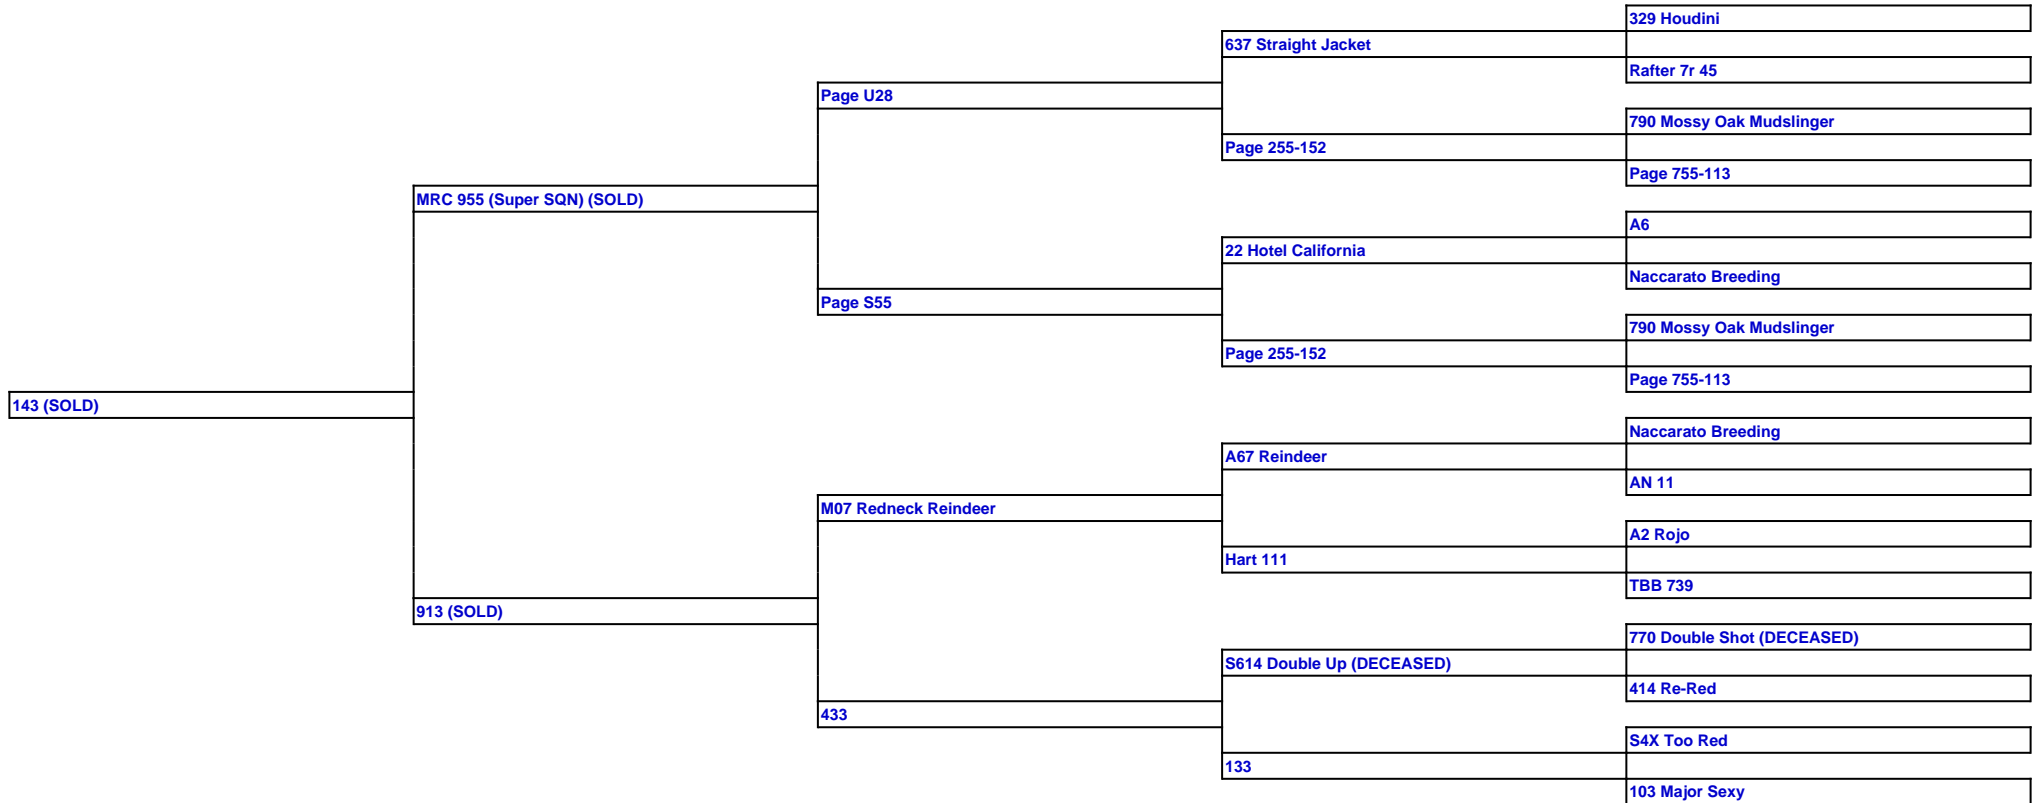 329 Houdini
637 Straight Jacket
Rafter 7r 45
Page U28
790 Mossy Oak Mudslinger
Page 255-152
Page 755-113
MRC 955 (Super SQN) (SOLD)
A6
22 Hotel California
Naccarato Breeding
Page S55
790 Mossy Oak Mudslinger
Page 255-152
Page 755-113
143 (SOLD)
Naccarato Breeding
A67 Reindeer
AN 11
M07 Redneck Reindeer
A2 Rojo
Hart 111
TBB 739
913 (SOLD)
770 Double Shot (DECEASED)
S614 Double Up (DECEASED)
414 Re-Red
433
S4X Too Red
133
103 Major Sexy